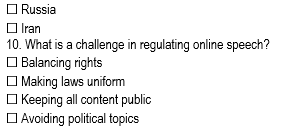 ☐ Russia
☐ Iran
10. What is a challenge in regulating online speech?
☐ Balancing rights
☐ Making laws uniform
☐ Keeping all content public
☐ Avoiding political topics